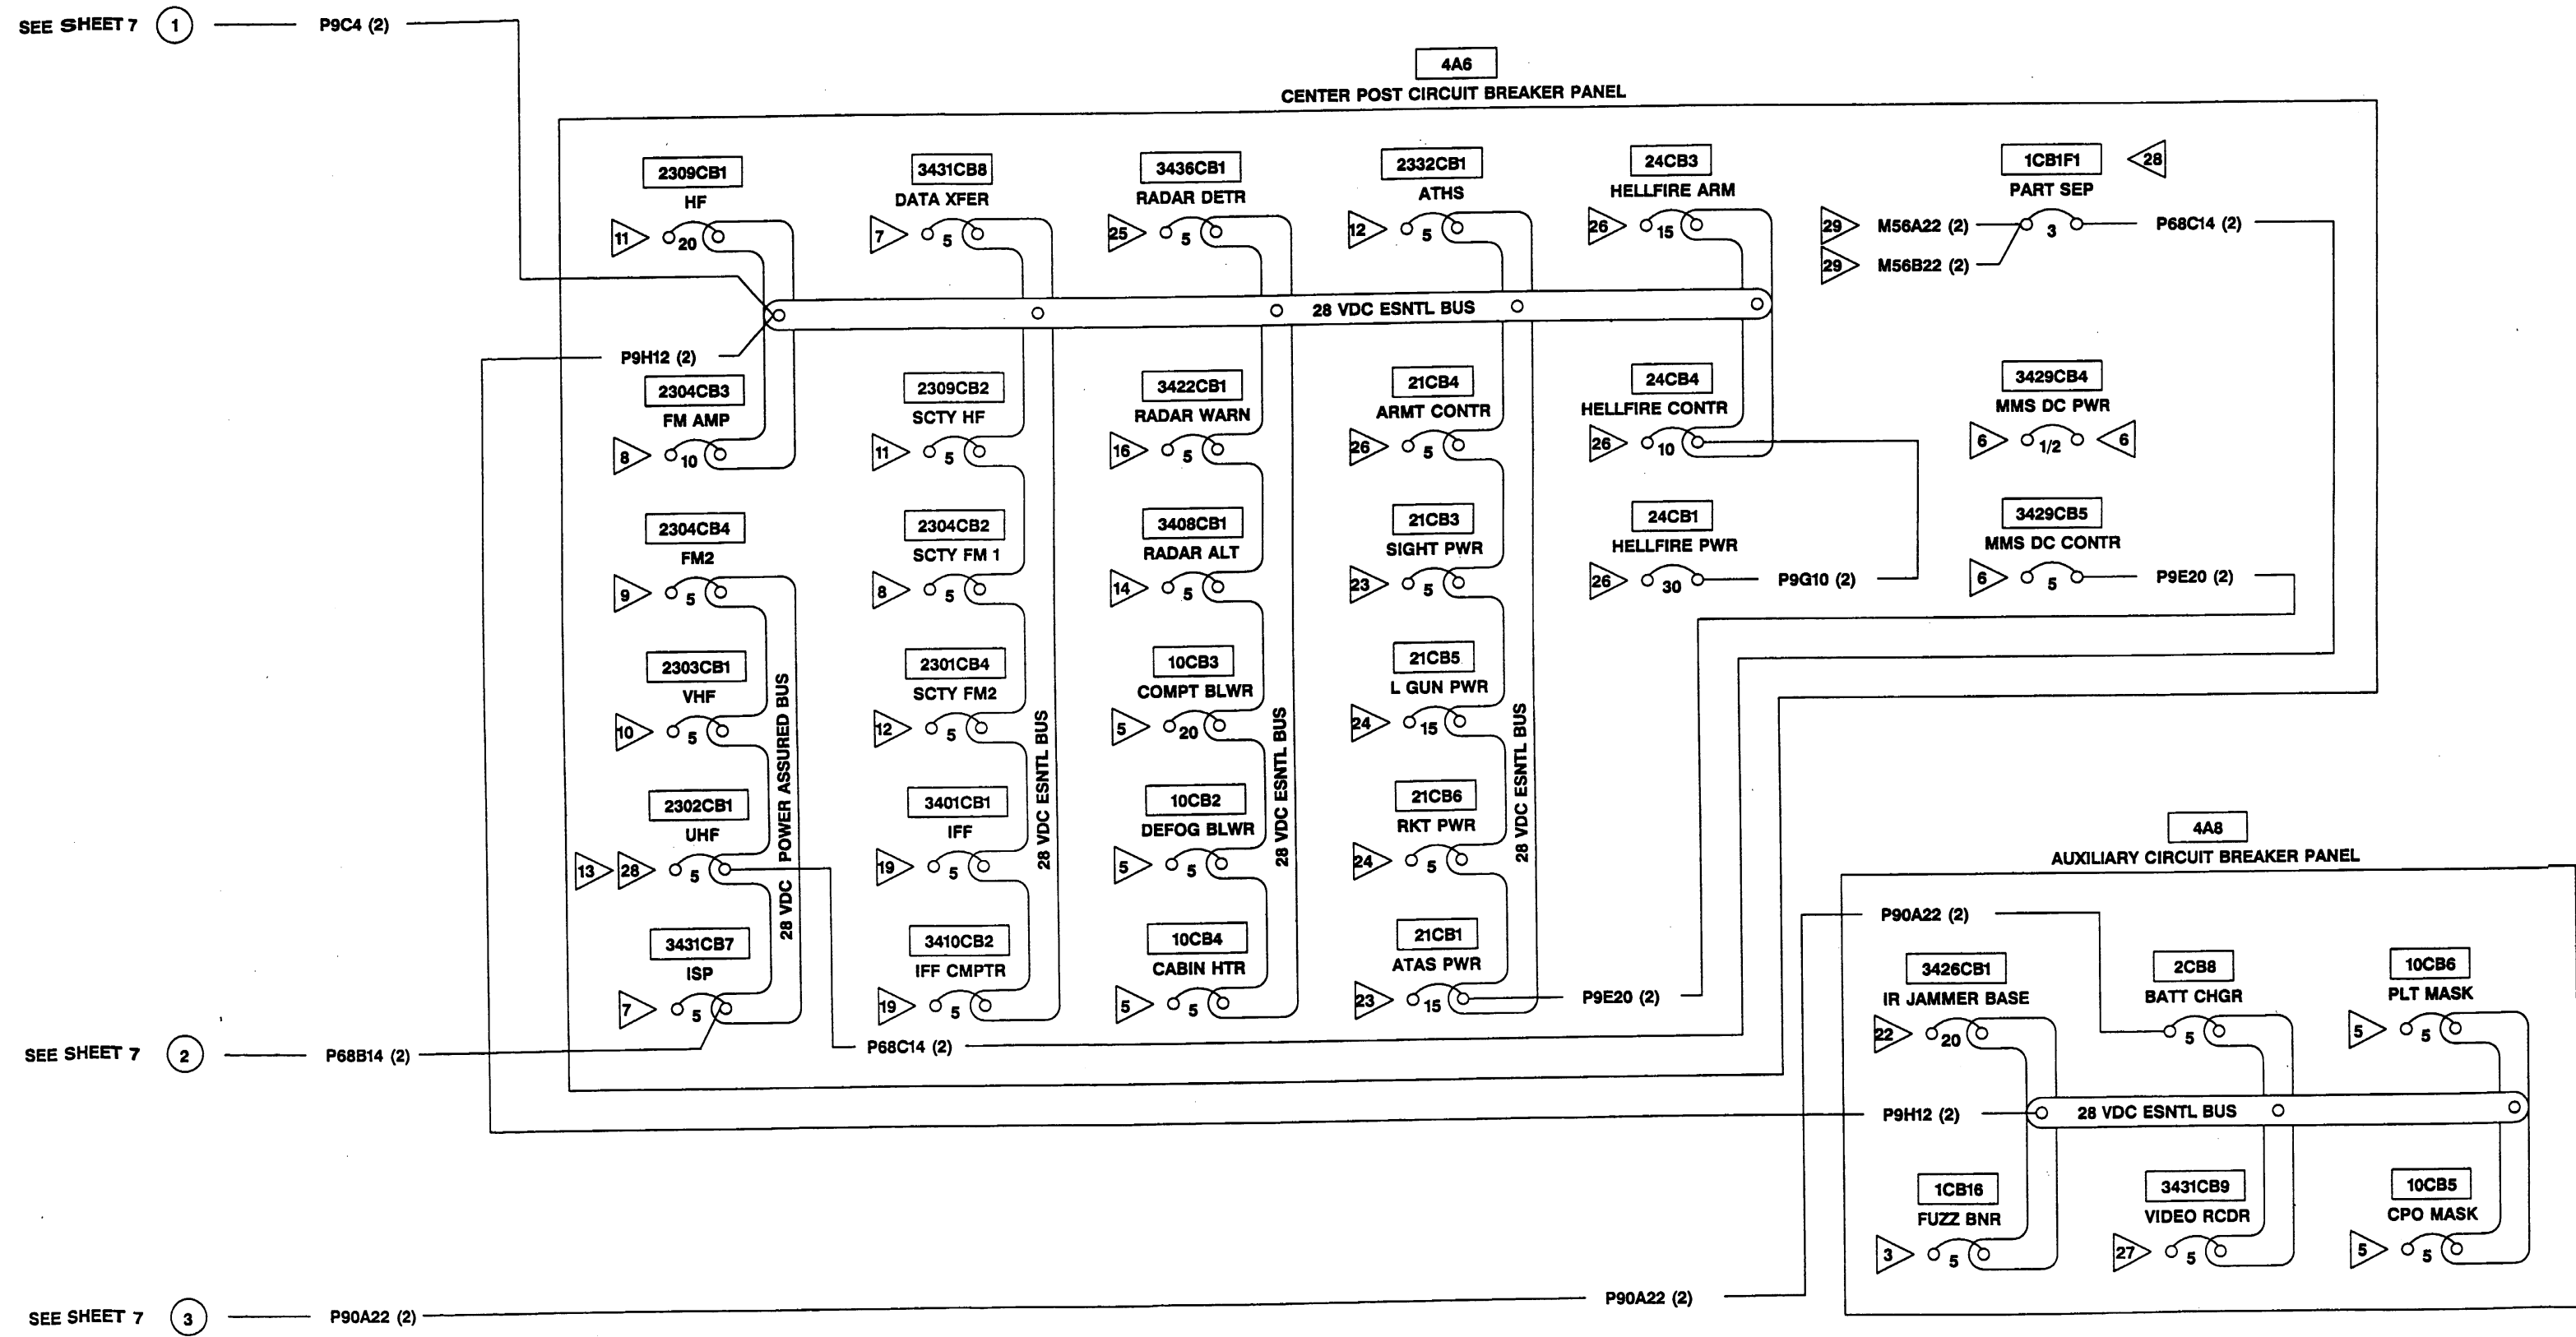 SEE SHEET 7 1 P9C4 (2)
4A6
CENTER POST CIRCUIT BREAKER PANEL
2309CB1
HF
11 20
3431CB8
DATA XFER
7 5
3436CB1
RADAR DETR
25 5
2332CB1
ATHS
12 5
24CB3
HELLFIRE ARM
26 15
1CB1F1 28
PART SEP
29 M56A22 (2) 3 P68C14 (2)
29 M56B22 (2)
28 VDC ESNTL BUS
P9H12 (2)
2304CB3
FM AMP
8 10
2309CB2
SCTY HF
11 5
3422CB1
RADAR WARN
16 5
21CB4
ARMT CONTR
26 5
24CB4
HELLFIRE CONTR
26 10
3429CB4
MMS DC PWR
6 1/2 6
2304CB4
FM2
9 5
2304CB2
SCTY FM 1
8 5
3408CB1
RADAR ALT
14 5
21CB3
SIGHT PWR
23 5
24CB1
HELLFIRE PWR
26 30 P9G10 (2)
3429CB5
MMS DC CONTR
6 5 P9E20 (2)
2303CB1
VHF
10 5
2301CB4
SCTY FM2
12 5
10CB3
COMPT BLWR
5 20
21CB5
L GUN PWR
24 15
28 VDC POWER ASSURED BUS
28 VDC ESNTL BUS
28 VDC ESNTL BUS
28 VDC ESNTL BUS
2302CB1
UHF
13 28 5
3401CB1
IFF
19 5
10CB2
DEFOG BLWR
5 5
21CB6
RKT PWR
24 5
3431CB7
ISP
7 5
3410CB2
IFF CMPTR
19 5
10CB4
CABIN HTR
5 5
21CB1
ATAS PWR
23 15 P9E20 (2)
SEE SHEET 7 2 P68B14 (2)
P68C14 (2)
4A8
AUXILIARY CIRCUIT BREAKER PANEL
P90A22 (2)
3426CB1
IR JAMMER BASE
22 20
2CB8
BATT CHGR
5
10CB6
PLT MASK
5 5
P9H12 (2) 28 VDC ESNTL BUS
1CB16
FUZZ BNR
3 5
3431CB9
VIDEO RCDR
27 5
10CB5
CPO MASK
5 5
SEE SHEET 7 3 P90A22 (2) P90A22 (2)